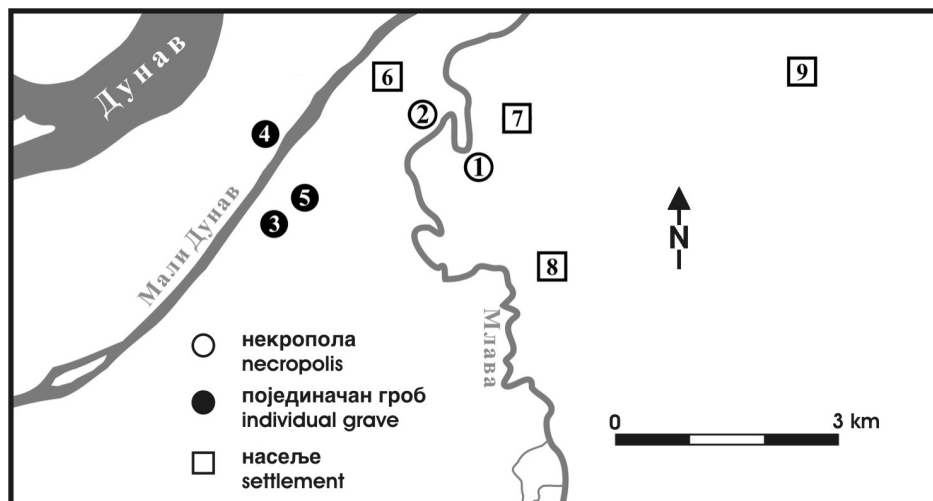 Дунав
6
9
2
7
4
1
5
3
Мали Дунав
8
N
Млава
некропола
necropolis
појединачан гроб
individual grave
насеље
settlement
0 3 km